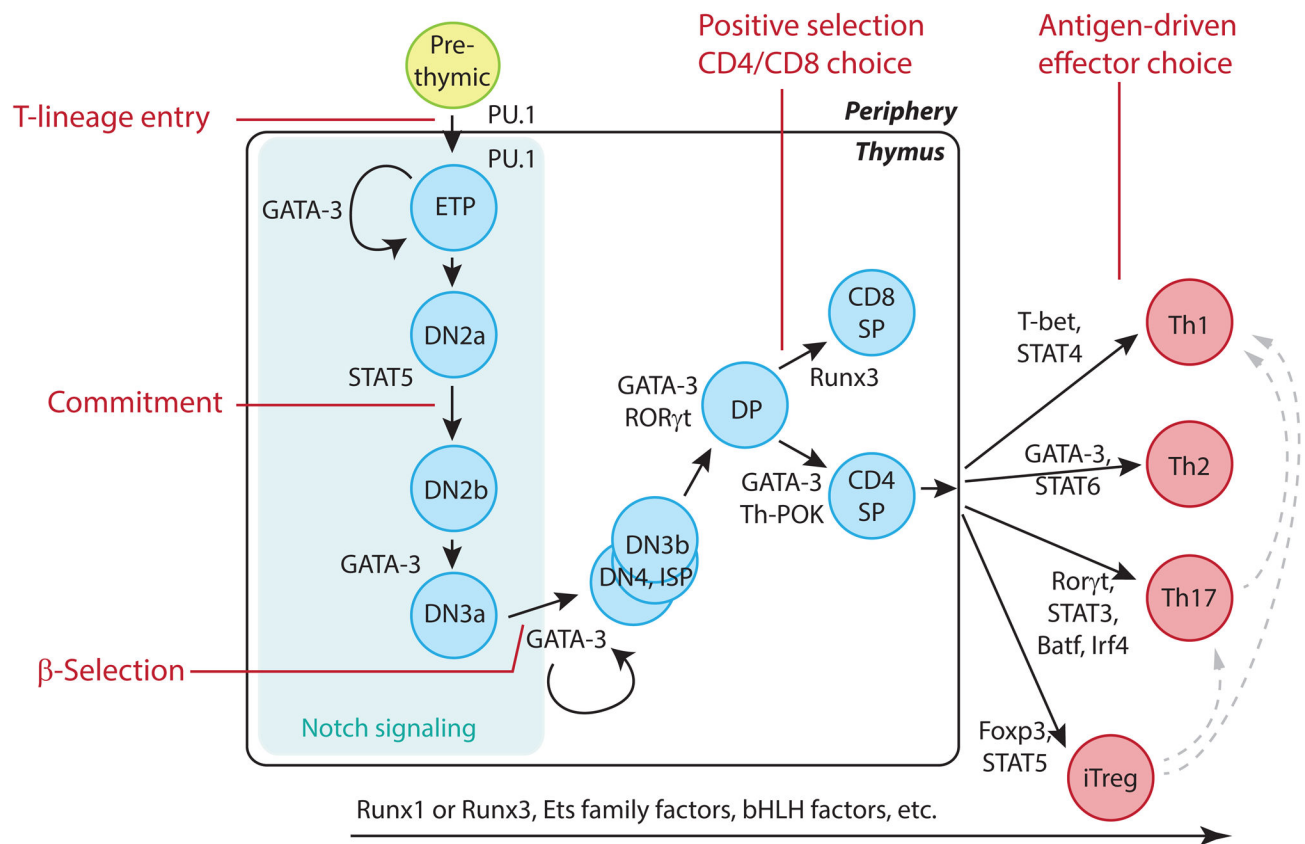 Pre-
thymic
T-lineage entry
PU.1
PU.1
Positive selection
CD4/CD8 choice
Antigen-driven
effector choice
Periphery
Thymus
GATA-3
ETP
DN2a
STAT5
Commitment
DN2b
GATA-3
DN3a
β-Selection
Notch signaling
GATA-3
DN3b
DN4, ISP
GATA-3
RORγt
DP
CD8
SP
Runx3
GATA-3
Th-POK
CD4
SP
T-bet,
STAT4
Th1
GATA-3,
STAT6
Th2
Rorγt,
STAT3,
Batf, Irf4
Th17
Foxp3,
STAT5
iTreg
Runx1 or Runx3, Ets family factors, bHLH factors, etc.